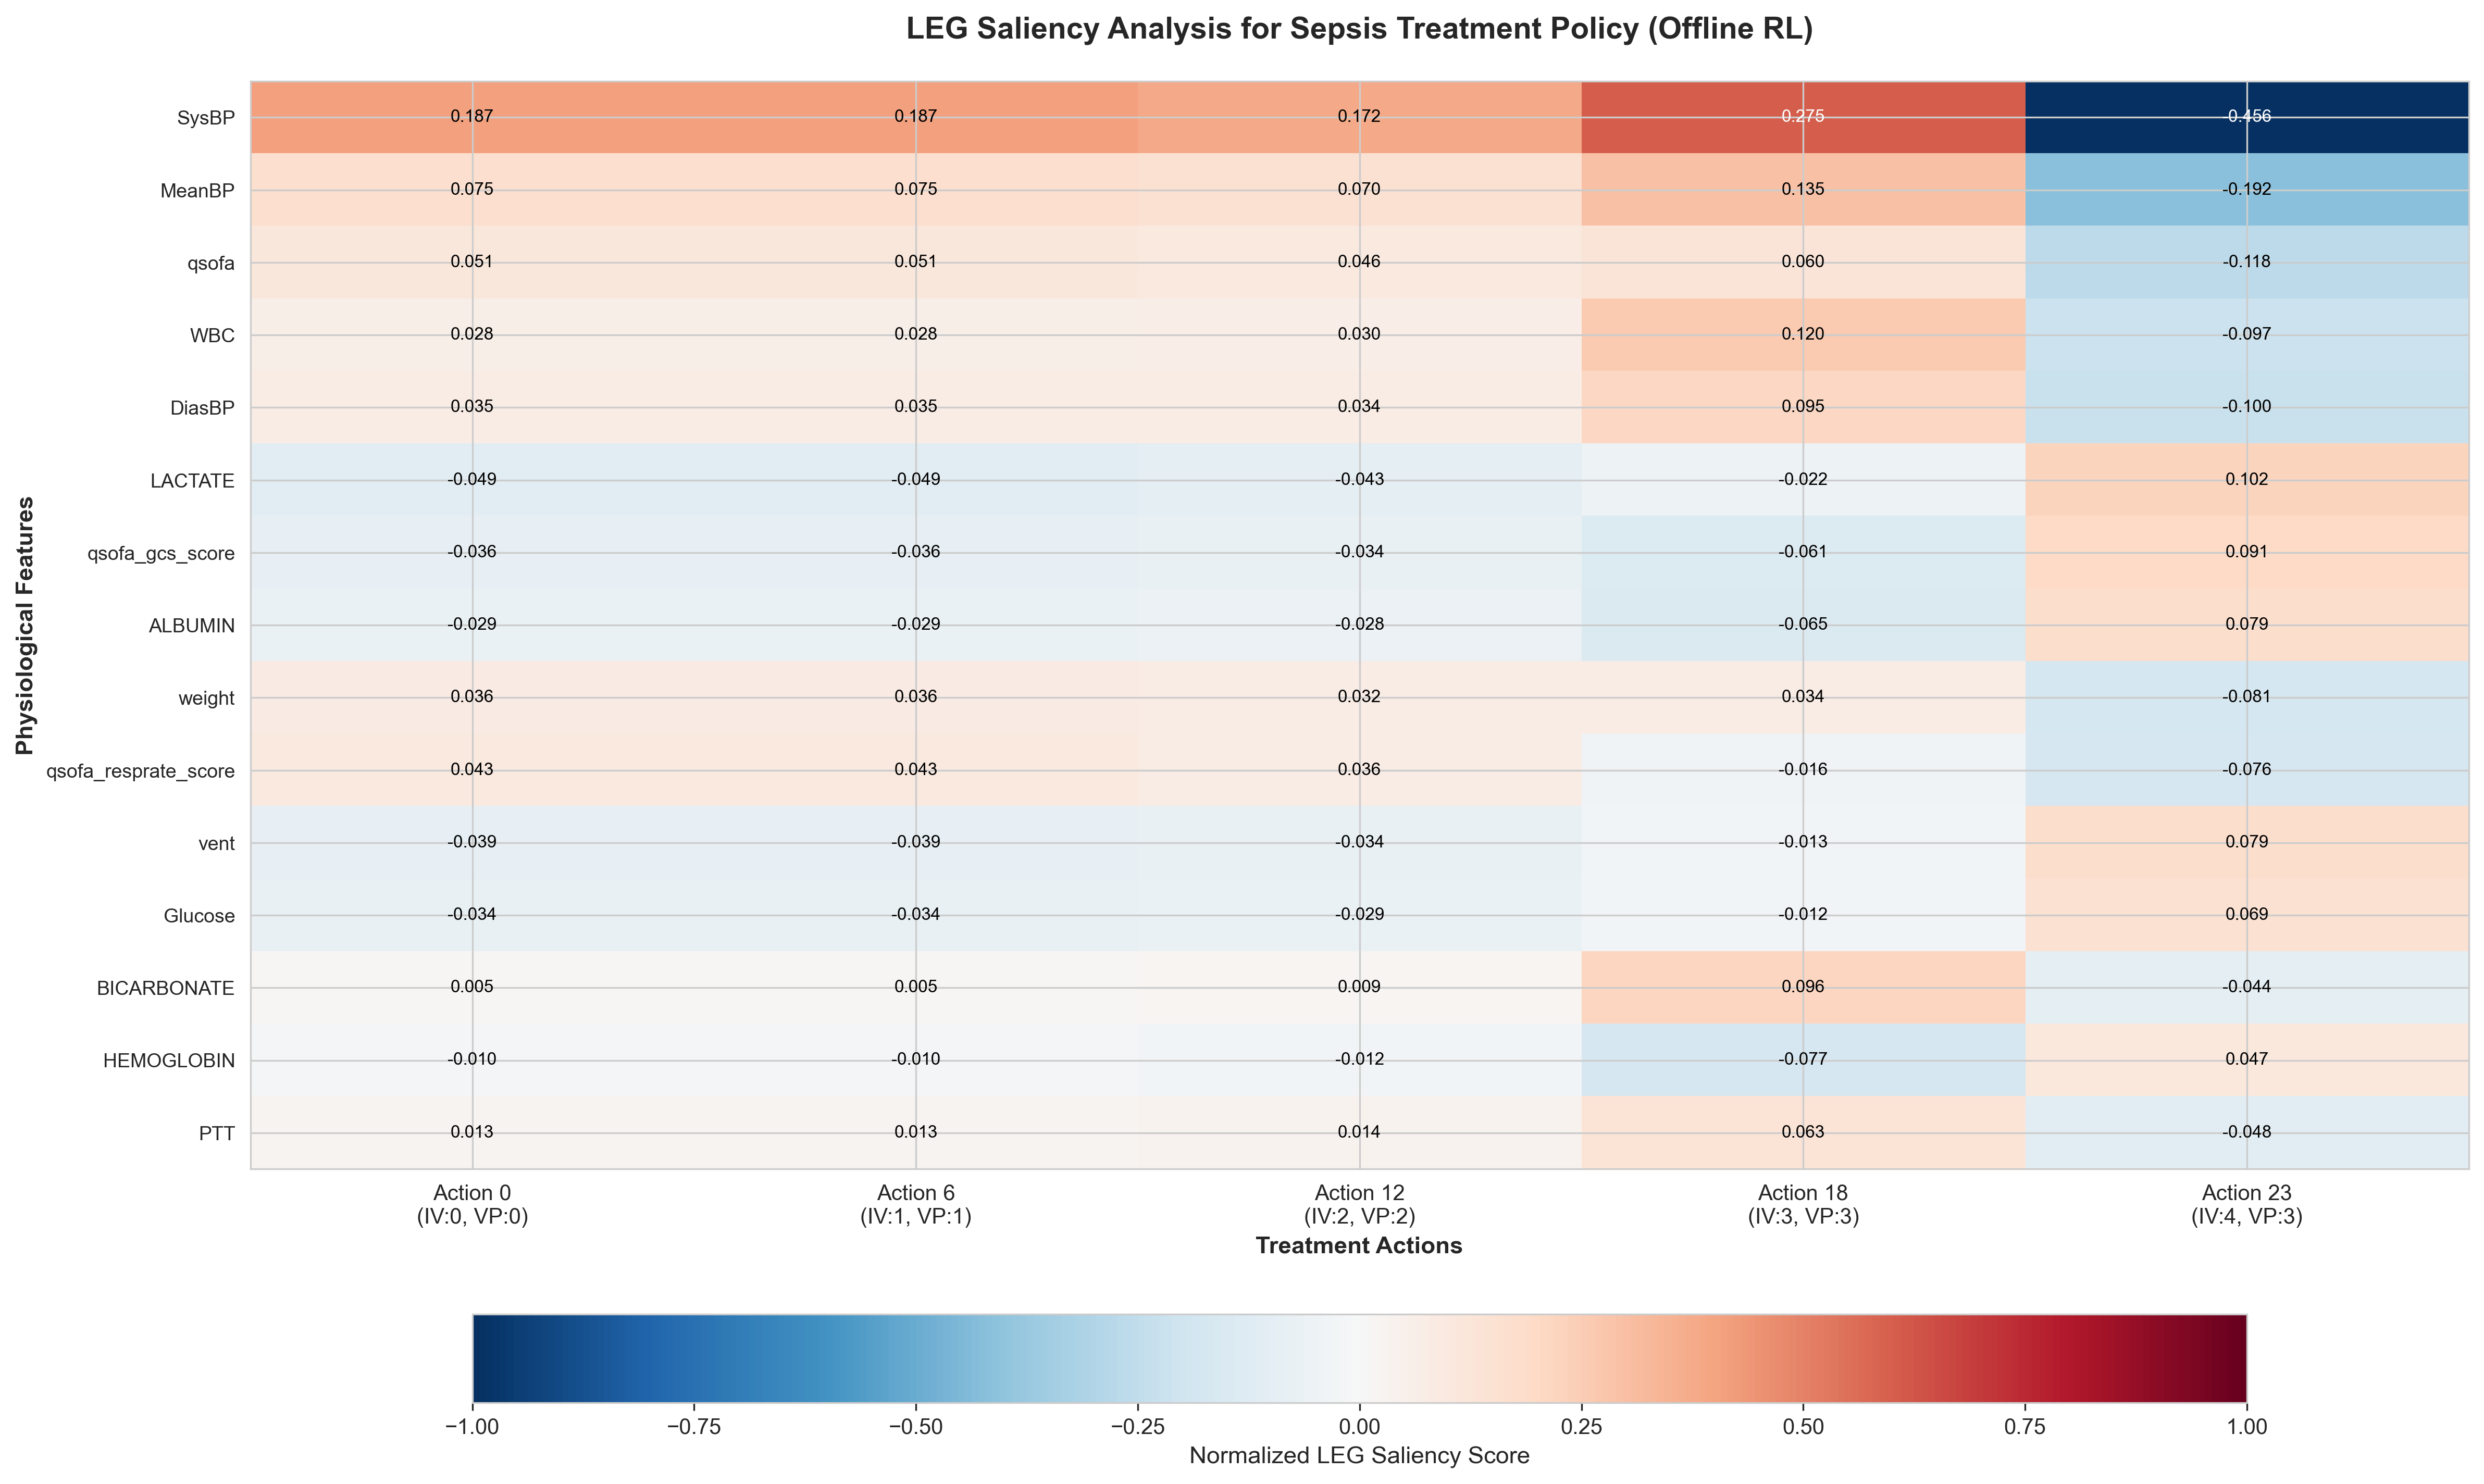 LEG Saliency Analysis for Sepsis Treatment Policy (Offline RL)
Physiological Features
SysBP 0.187 0.187 0.172 0.275 -0.456
MeanBP 0.075 0.075 0.070 0.135 -0.192
qsofa 0.051 0.051 0.046 0.060 -0.118
WBC 0.028 0.028 0.030 0.120 -0.097
DiasBP 0.035 0.035 0.034 0.095 -0.100
LACTATE -0.049 -0.049 -0.043 -0.022 0.102
qsofa_gcs_score -0.036 -0.036 -0.034 -0.061 0.091
ALBUMIN -0.029 -0.029 -0.028 -0.065 0.079
weight 0.036 0.036 0.032 0.034 -0.081
qsofa_resprate_score 0.043 0.043 0.036 -0.016 -0.076
vent -0.039 -0.039 -0.034 -0.013 0.079
Glucose -0.034 -0.034 -0.029 -0.012 0.069
BICARBONATE 0.005 0.005 0.009 0.096 -0.044
HEMOGLOBIN -0.010 -0.010 -0.012 -0.077 0.047
PTT 0.013 0.013 0.014 0.063 -0.048
Action 0 Action 6 Action 12 Action 18 Action 23
(IV:0, VP:0) (IV:1, VP:1) (IV:2, VP:2) (IV:3, VP:3) (IV:4, VP:3)
Treatment Actions
−1.00 −0.75 −0.50 −0.25 0.00 0.25 0.50 0.75 1.00
Normalized LEG Saliency Score